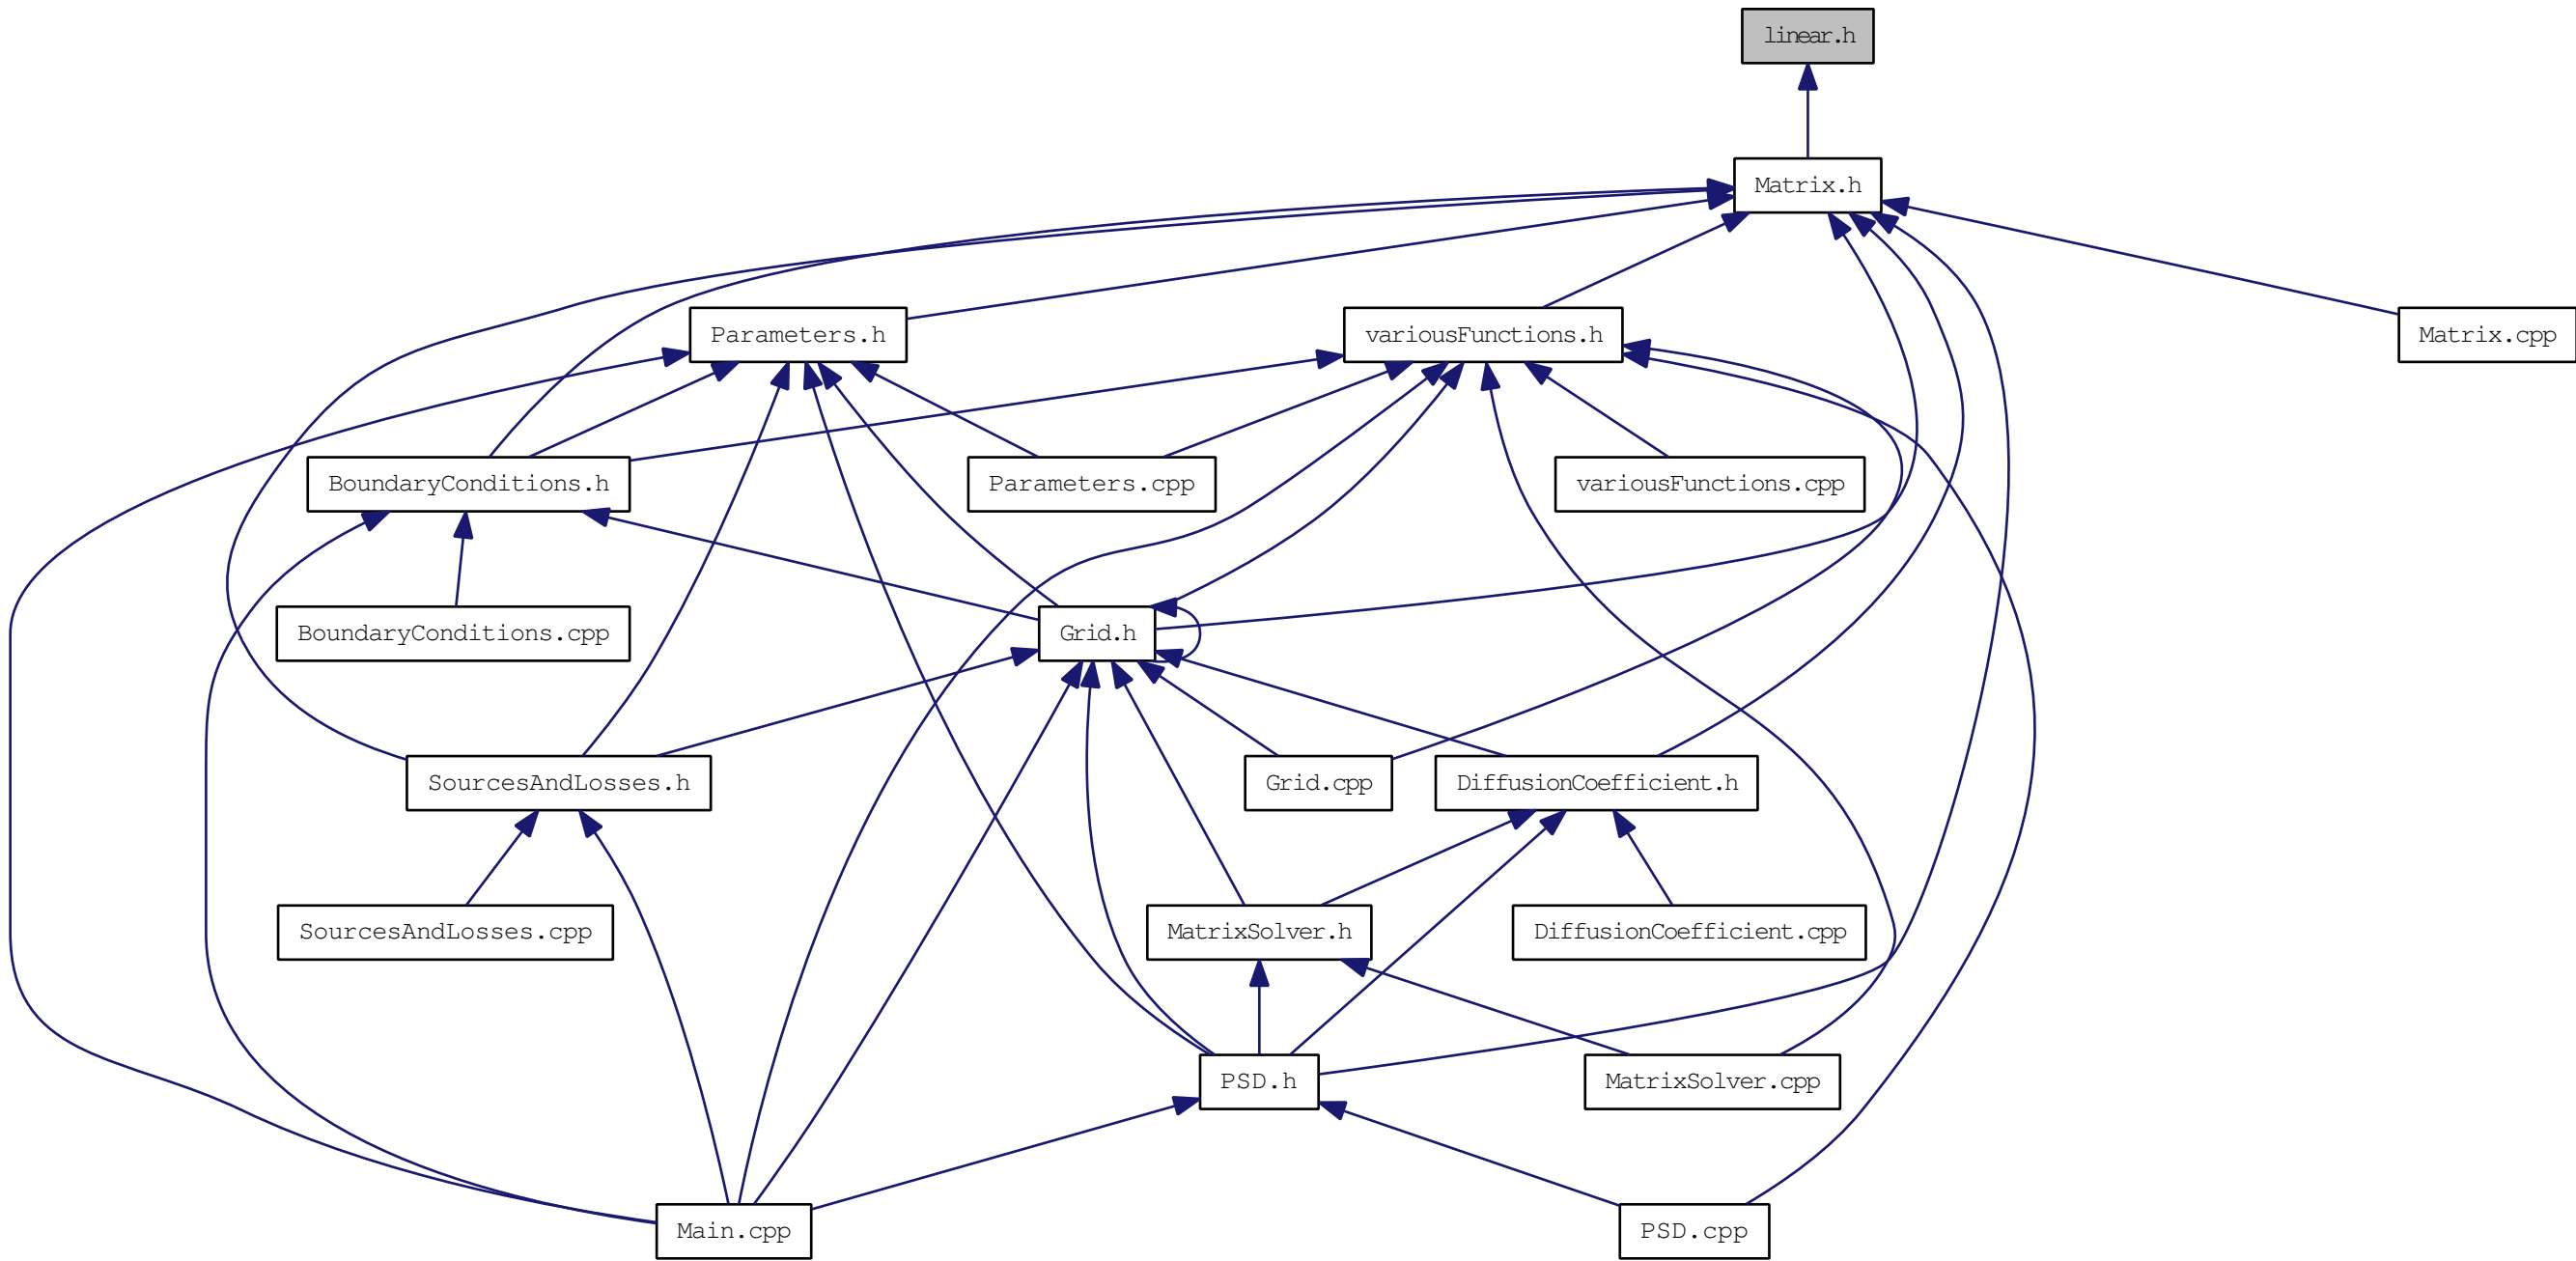 linear.h
Matrix.h
Parameters.h
variousFunctions.h
Matrix.cpp
BoundaryConditions.h
Parameters.cpp
variousFunctions.cpp
BoundaryConditions.cpp
Grid.h
SourcesAndLosses.h
Grid.cpp
DiffusionCoefficient.h
SourcesAndLosses.cpp
MatrixSolver.h
DiffusionCoefficient.cpp
PSD.h
MatrixSolver.cpp
Main.cpp
PSD.cpp